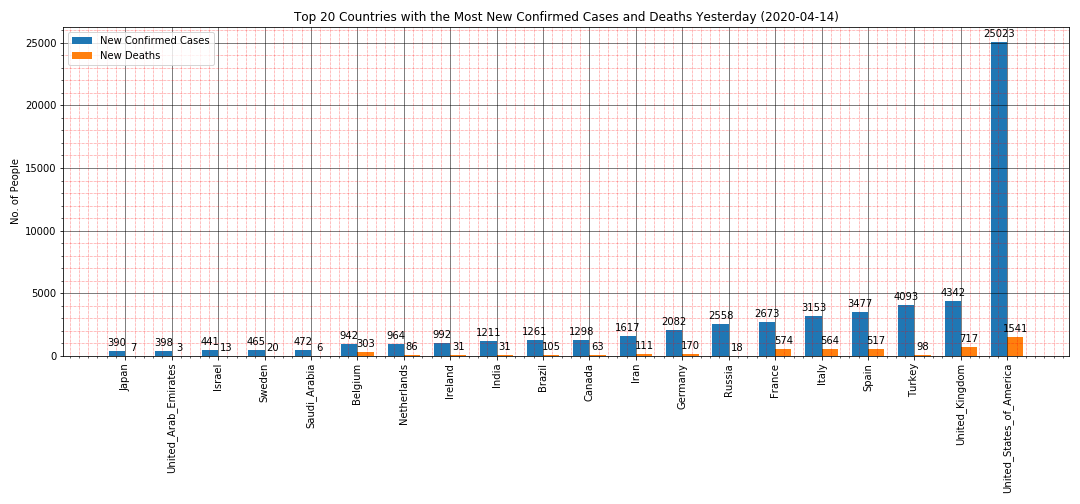 Top 20 Countries with the Most New Confirmed Cases and Deaths Yesterday (2020-04-14)
New Confirmed Cases
New Deaths
No. of People
25000
20000
15000
10000
5000
0
390 7
398 3
441 13
465 20
472 6
942 303
964 86
992 31
1211 31
1261 105
1298 63
1617 111
2082 170
2558 18
2673 574
3153 564
3477 517
4093 98
4342 717
25023 1541
Japan
United_Arab_Emirates
Israel
Sweden
Saudi_Arabia
Belgium
Netherlands
Ireland
India
Brazil
Canada
Iran
Germany
Russia
France
Italy
Spain
Turkey
United_Kingdom
United_States_of_America